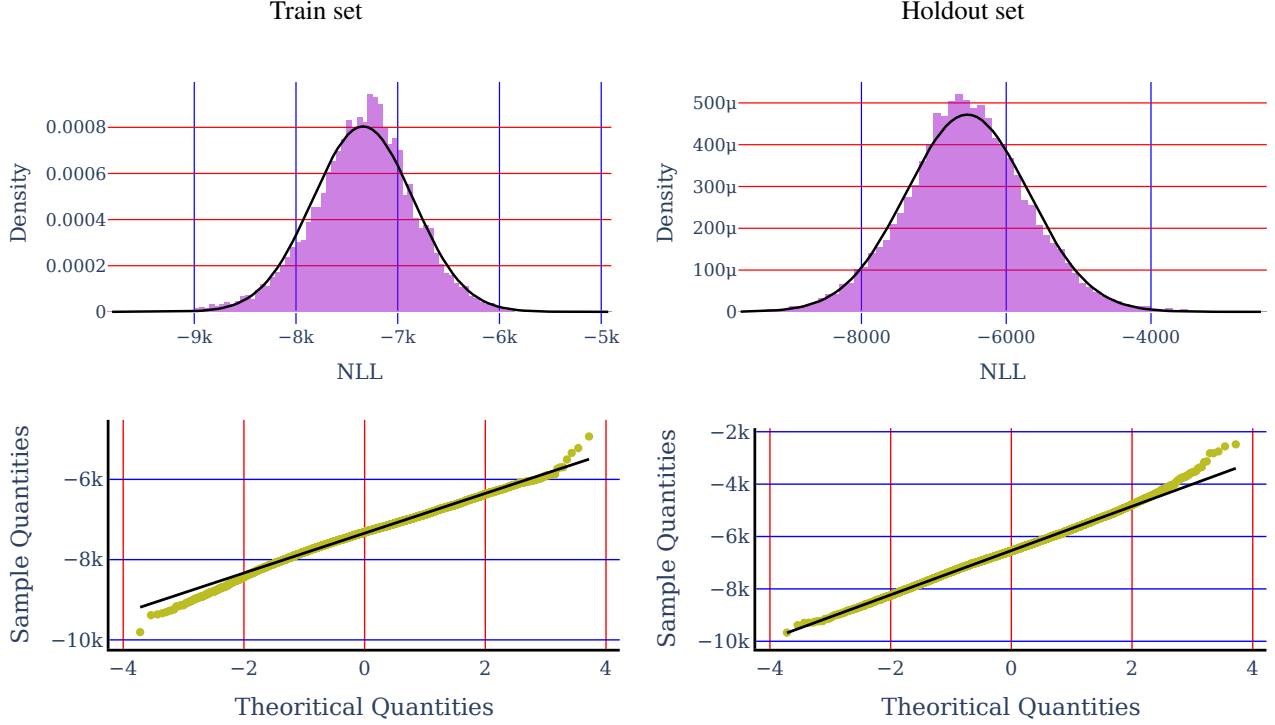 Train set
Holdout set
Density
0.0008
0.0006
0.0004
0.0002
0
−9k −8k −7k −6k −5k
NLL
Density
500μ
400μ
300μ
200μ
100μ
0
−8000 −6000 −4000
NLL
Sample Quantities
−6k
−8k
−10k
−4 −2 0 2 4
Theoritical Quantities
Sample Quantities
−2k
−4k
−6k
−8k
−10k
−4 −2 0 2 4
Theoritical Quantities